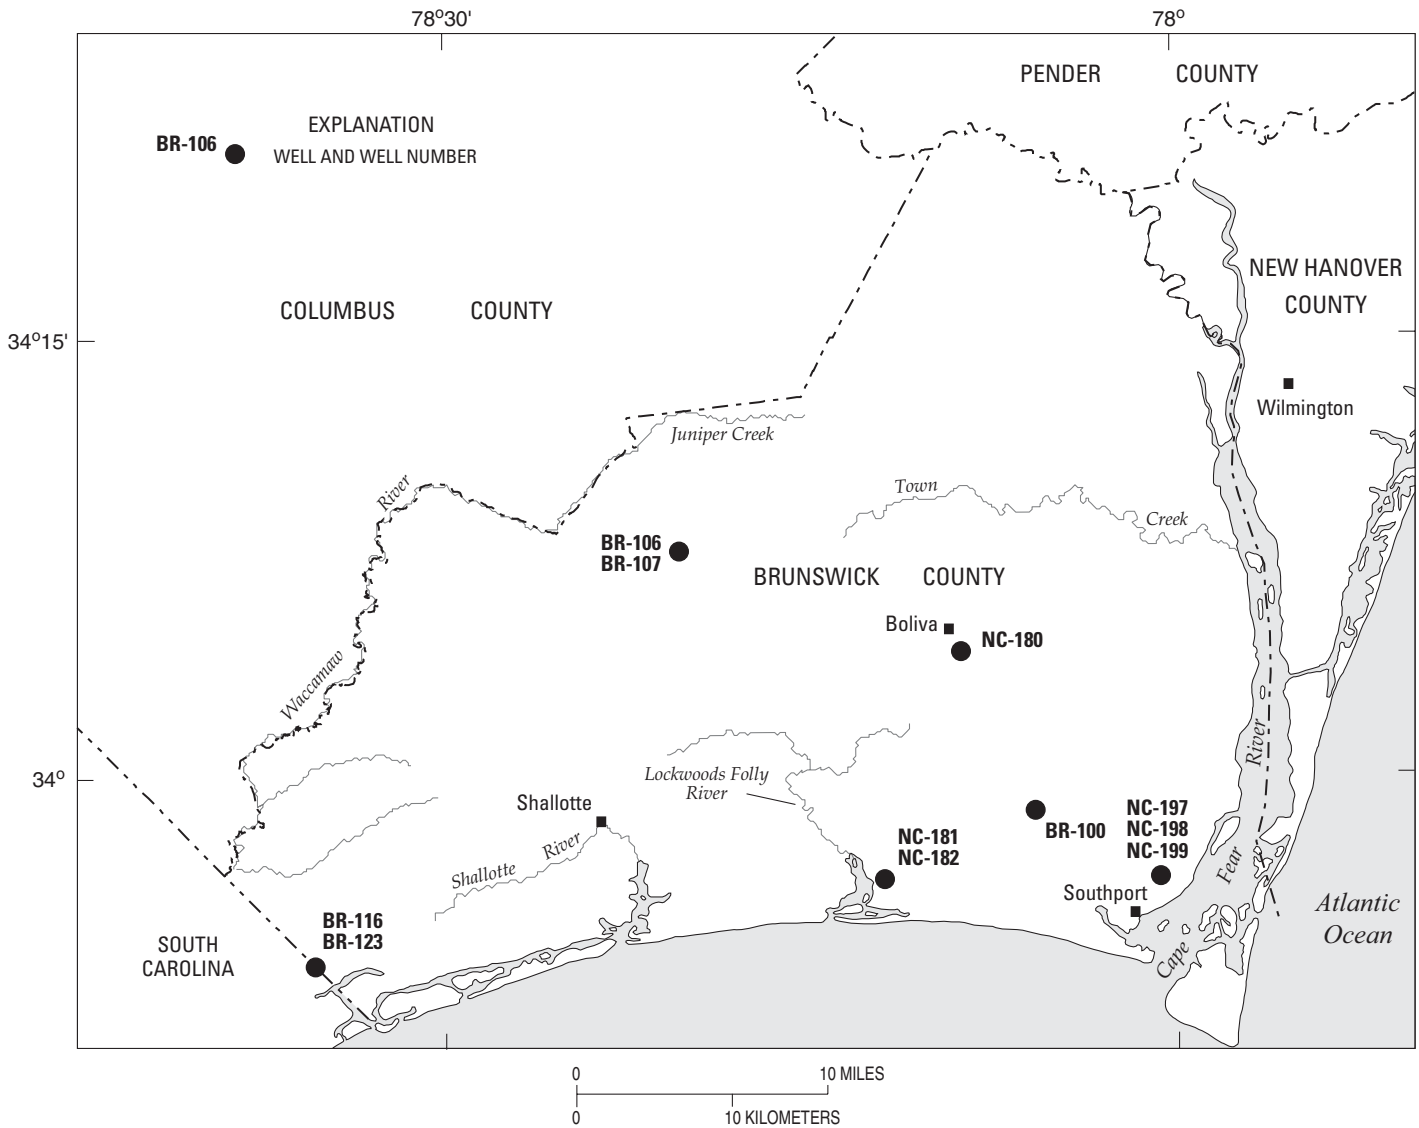 78°30'
78°
PENDER COUNTY
EXPLANATION
BR-106
WELL AND WELL NUMBER
NEW HANOVER
COUNTY
COLUMBUS COUNTY
34°15'
Wilmington
Juniper Creek
River
Town
Creek
BR-106
BR-107
BRUNSWICK COUNTY
Boliva
NC-180
Waccamaw
River
34°
Lockwoods Folly
River
Shallotte
NC-197
NC-198
NC-199
BR-100
NC-181
NC-182
River
Shallotte
Fear
Southport
Atlantic
Ocean
BR-116
BR-123
SOUTH
CAROLINA
Cape
0 10 MILES
0 10 KILOMETERS